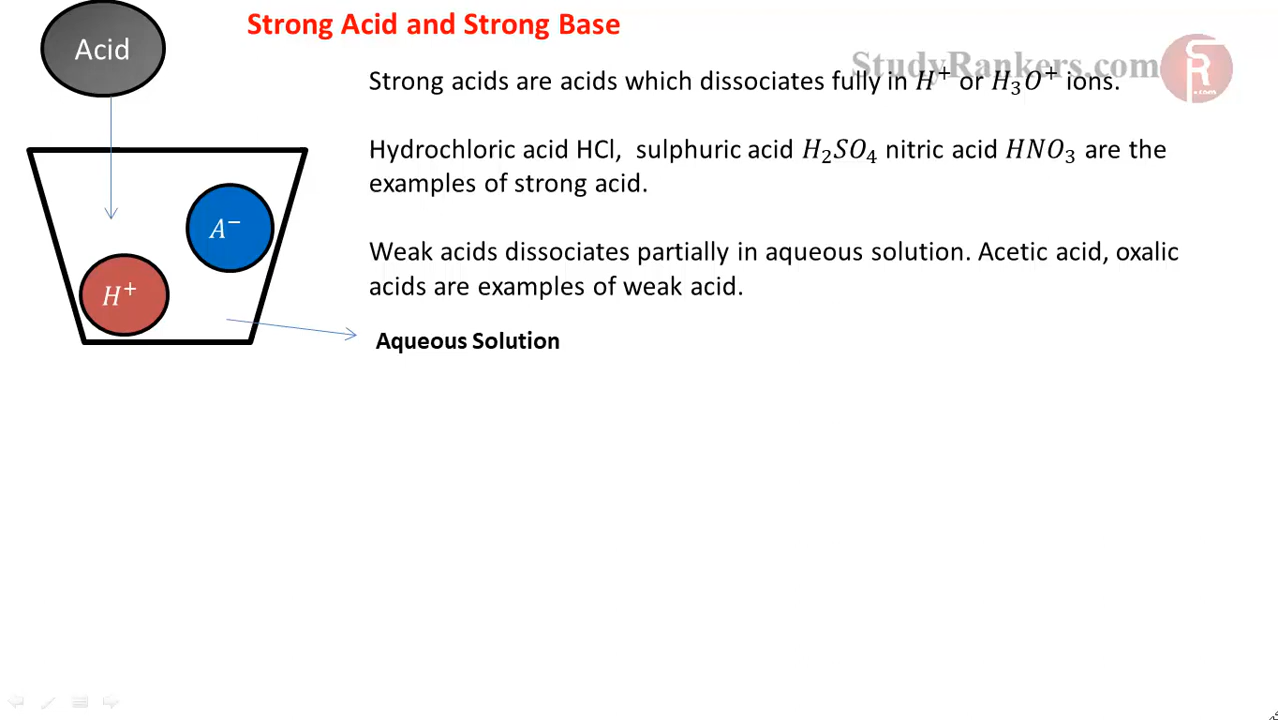 Acid
Strong Acid and Strong Base
StudyRankers.com
S
R
.com
Strong acids are acids which dissociates fully in H⁺ or H₃O⁺ ions.
Hydrochloric acid HCl,  sulphuric acid H₂SO₄ nitric acid HNO₃ are the
examples of strong acid.
A⁻
Weak acids dissociates partially in aqueous solution. Acetic acid, oxalic
acids are examples of weak acid.
H⁺
Aqueous Solution